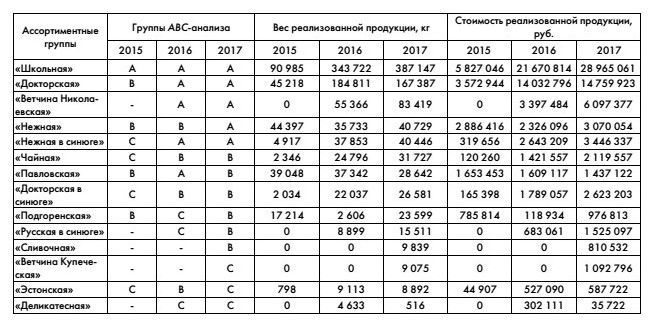 Ассортиментные группы | Группы ABC-анализа | Вес реализованной продукции, кг | Стоимость реализованной продукции, руб.
2015 | 2016 | 2017 | 2015 | 2016 | 2017 | 2015 | 2016 | 2017
«Школьная» | A | A | A | 90 985 | 343 722 | 387 147 | 5 827 046 | 21 670 814 | 28 965 061
«Докторская» | B | A | A | 45 218 | 184 811 | 167 387 | 3 572 944 | 14 032 796 | 14 759 923
«Ветчина Николаевская» | - | A | A | 0 | 55 366 | 83 419 | 0 | 3 397 484 | 6 097 377
«Нежная» | B | B | A | 44 397 | 35 733 | 40 729 | 2 886 416 | 2 326 096 | 3 070 054
«Нежная в синюге» | C | A | A | 4 917 | 37 853 | 40 446 | 319 656 | 2 643 209 | 3 446 337
«Чайная» | C | B | B | 2 346 | 24 796 | 31 727 | 120 260 | 1 421 557 | 2 119 557
«Павловская» | B | A | B | 39 048 | 37 342 | 28 642 | 1 653 453 | 1 609 117 | 1 437 122
«Докторская в синюге» | C | B | B | 2 034 | 22 037 | 26 581 | 165 398 | 1 789 057 | 2 623 203
«Подгоренская» | B | C | B | 17 214 | 2 606 | 23 599 | 785 814 | 118 934 | 976 813
«Русская в синюге» | - | C | B | 0 | 8 899 | 15 511 | 0 | 683 061 | 1 525 097
«Сливочная» | - | - | B | 0 | 0 | 9 839 | 0 | 0 | 810 532
«Ветчина Купеческая» | - | - | C | 0 | 0 | 9 075 | 0 | 0 | 1 092 796
«Эстонская» | C | B | C | 798 | 9 113 | 8 892 | 44 907 | 527 090 | 587 722
«Деликатесная» | - | C | C | 0 | 4 633 | 516 | 0 | 302 111 | 35 722